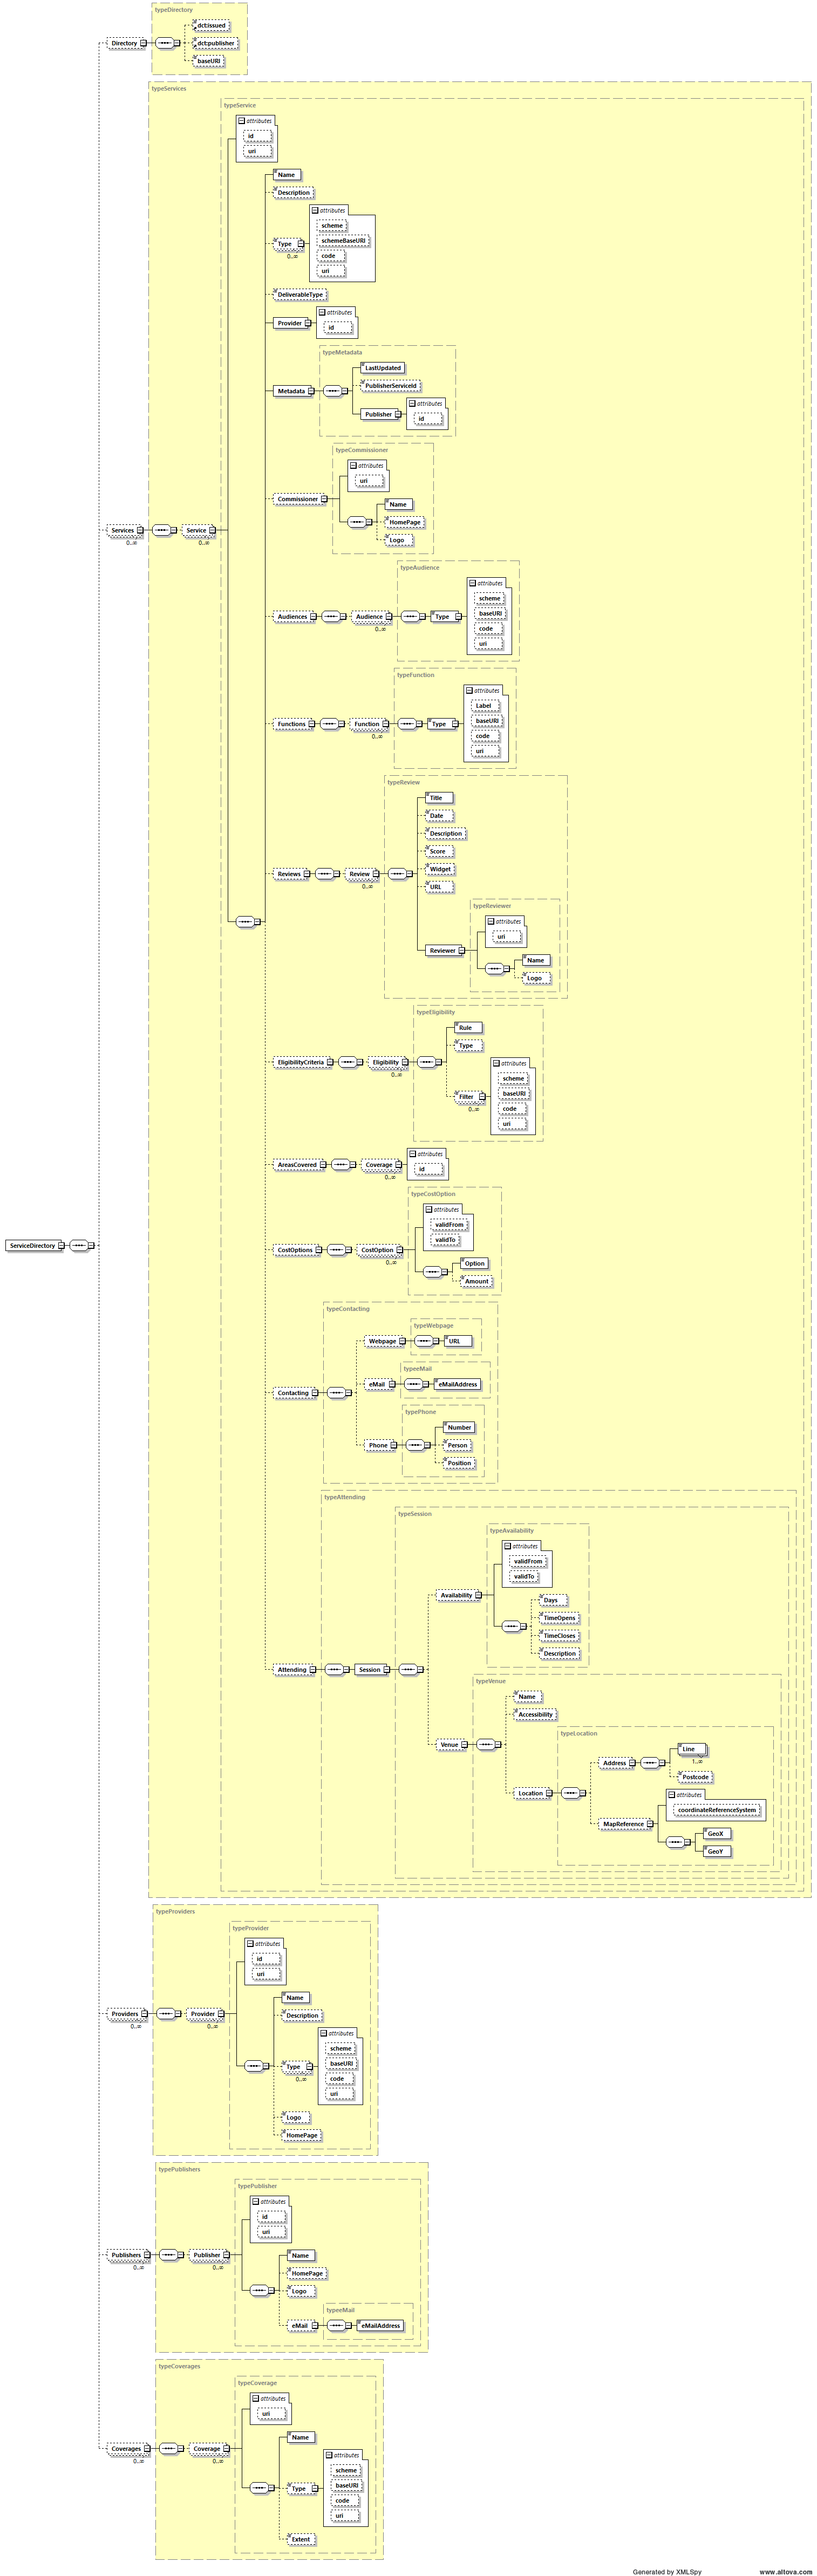 typeDirectory
dct:issued
dct:publisher
baseURI
Directory
typeServices
typeService
attributes
id
uri
Name
Description
attributes
scheme
schemeBaseURI
code
uri
Type
0..∞
DeliverableType
attributes
id
Provider
typeMetadata
LastUpdated
PublisherServiceId
Metadata
attributes
id
Publisher
typeCommissioner
attributes
uri
Commissioner
Name
HomePage
Logo
Services
0..∞
Service
0..∞
typeAudience
attributes
scheme
baseURI
code
uri
Audiences
Audience
0..∞
Type
typeFunction
attributes
Label
baseURI
code
uri
Functions
Function
0..∞
Type
typeReview
Title
Date
Description
Score
Widget
URL
Reviews
Review
0..∞
typeReviewer
attributes
uri
Reviewer
Name
Logo
typeEligibility
Rule
Type
EligibilityCriteria
Eligibility
0..∞
attributes
scheme
baseURI
code
uri
Filter
0..∞
AreasCovered
Coverage
0..∞
attributes
id
typeCostOption
attributes
validFrom
validTo
ServiceDirectory
CostOptions
CostOption
0..∞
Option
Amount
typeContacting
typeWebpage
Webpage
URL
typeeMail
eMail
eMailAddress
Contacting
typePhone
Number
Phone
Person
Position
typeAttending
typeSession
typeAvailability
attributes
validFrom
validTo
Availability
Days
TimeOpens
TimeCloses
Description
Attending
Session
typeVenue
Name
Accessibility
Venue
typeLocation
Line
1..∞
Address
Postcode
Location
attributes
coordinateReferenceSystem
MapReference
GeoX
GeoY
typeProviders
typeProvider
attributes
id
uri
Name
Providers
0..∞
Provider
0..∞
Description
attributes
scheme
baseURI
code
uri
Type
0..∞
Logo
HomePage
typePublishers
typePublisher
attributes
id
uri
Publishers
0..∞
Publisher
0..∞
Name
HomePage
Logo
typeeMail
eMail
eMailAddress
typeCoverages
typeCoverage
attributes
uri
Name
Coverages
0..∞
Coverage
0..∞
attributes
scheme
baseURI
code
uri
Type
Extent
Generated by XMLSpy www.altova.com